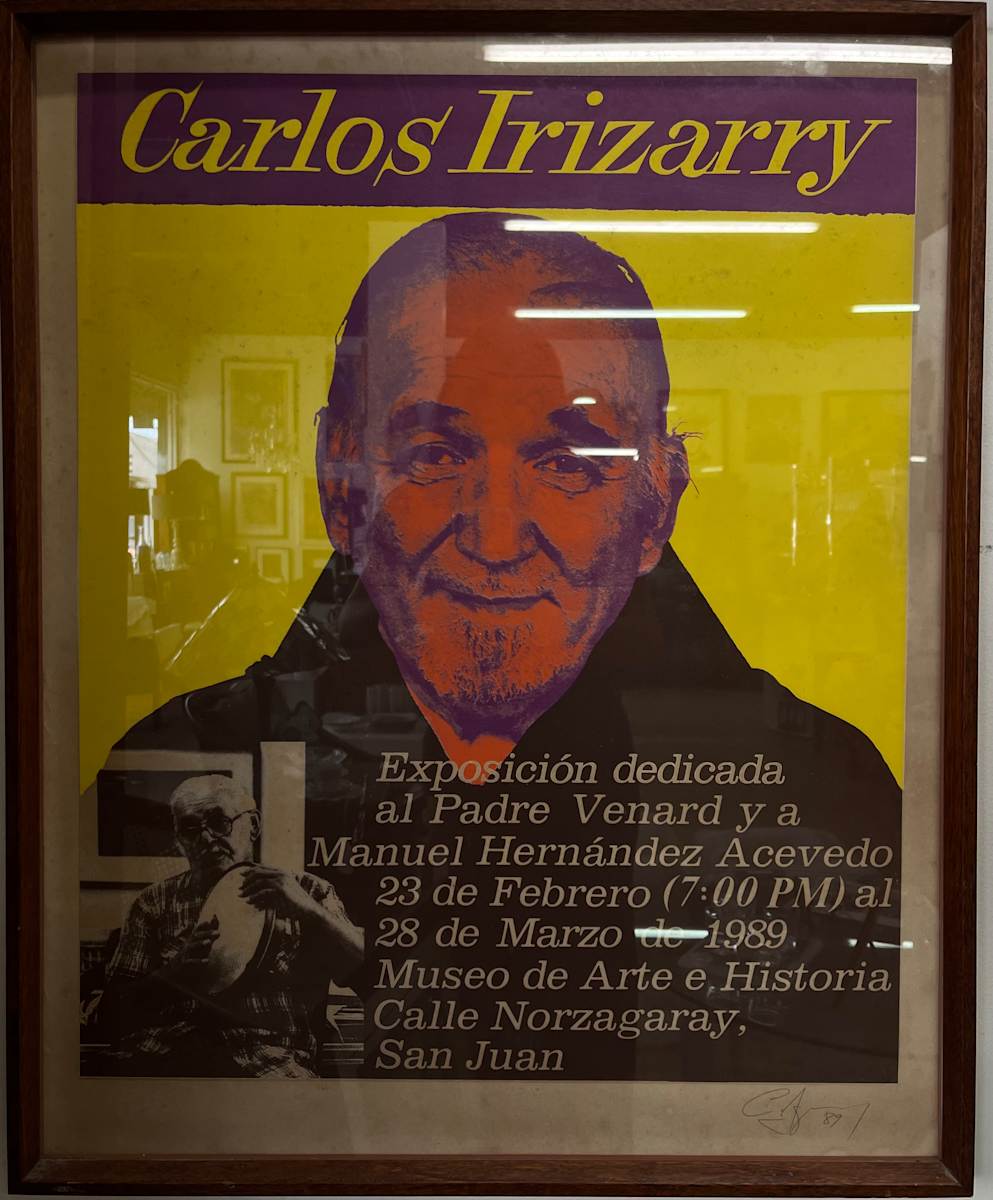 Carlos Irizarry
Exposición dedicada
al Padre Venard y a
Manuel Hernández Acevedo
23 de Febrero (7:00 PM) al
28 de Marzo de 1989
Museo de Arte e Historia
Calle Norzagaray,
San Juan
89